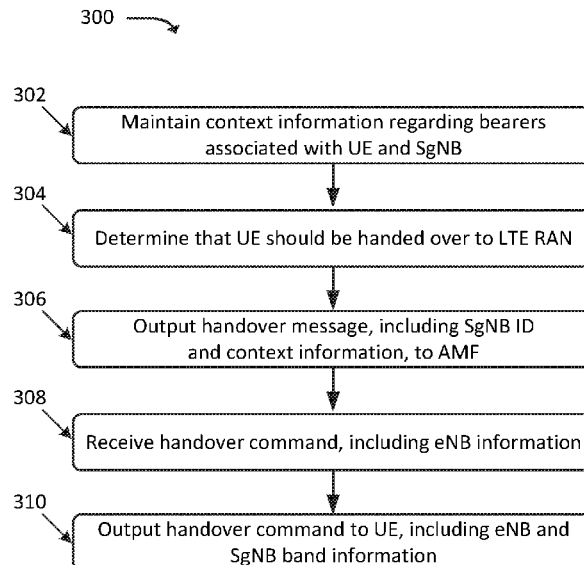 300
302
Maintain context information regarding bearers
associated with UE and SgNB
304
Determine that UE should be handed over to LTE RAN
306
Output handover message, including SgNB ID
and context information, to AMF
308
Receive handover command, including eNB information
310
Output handover command to UE, including eNB and
SgNB band information